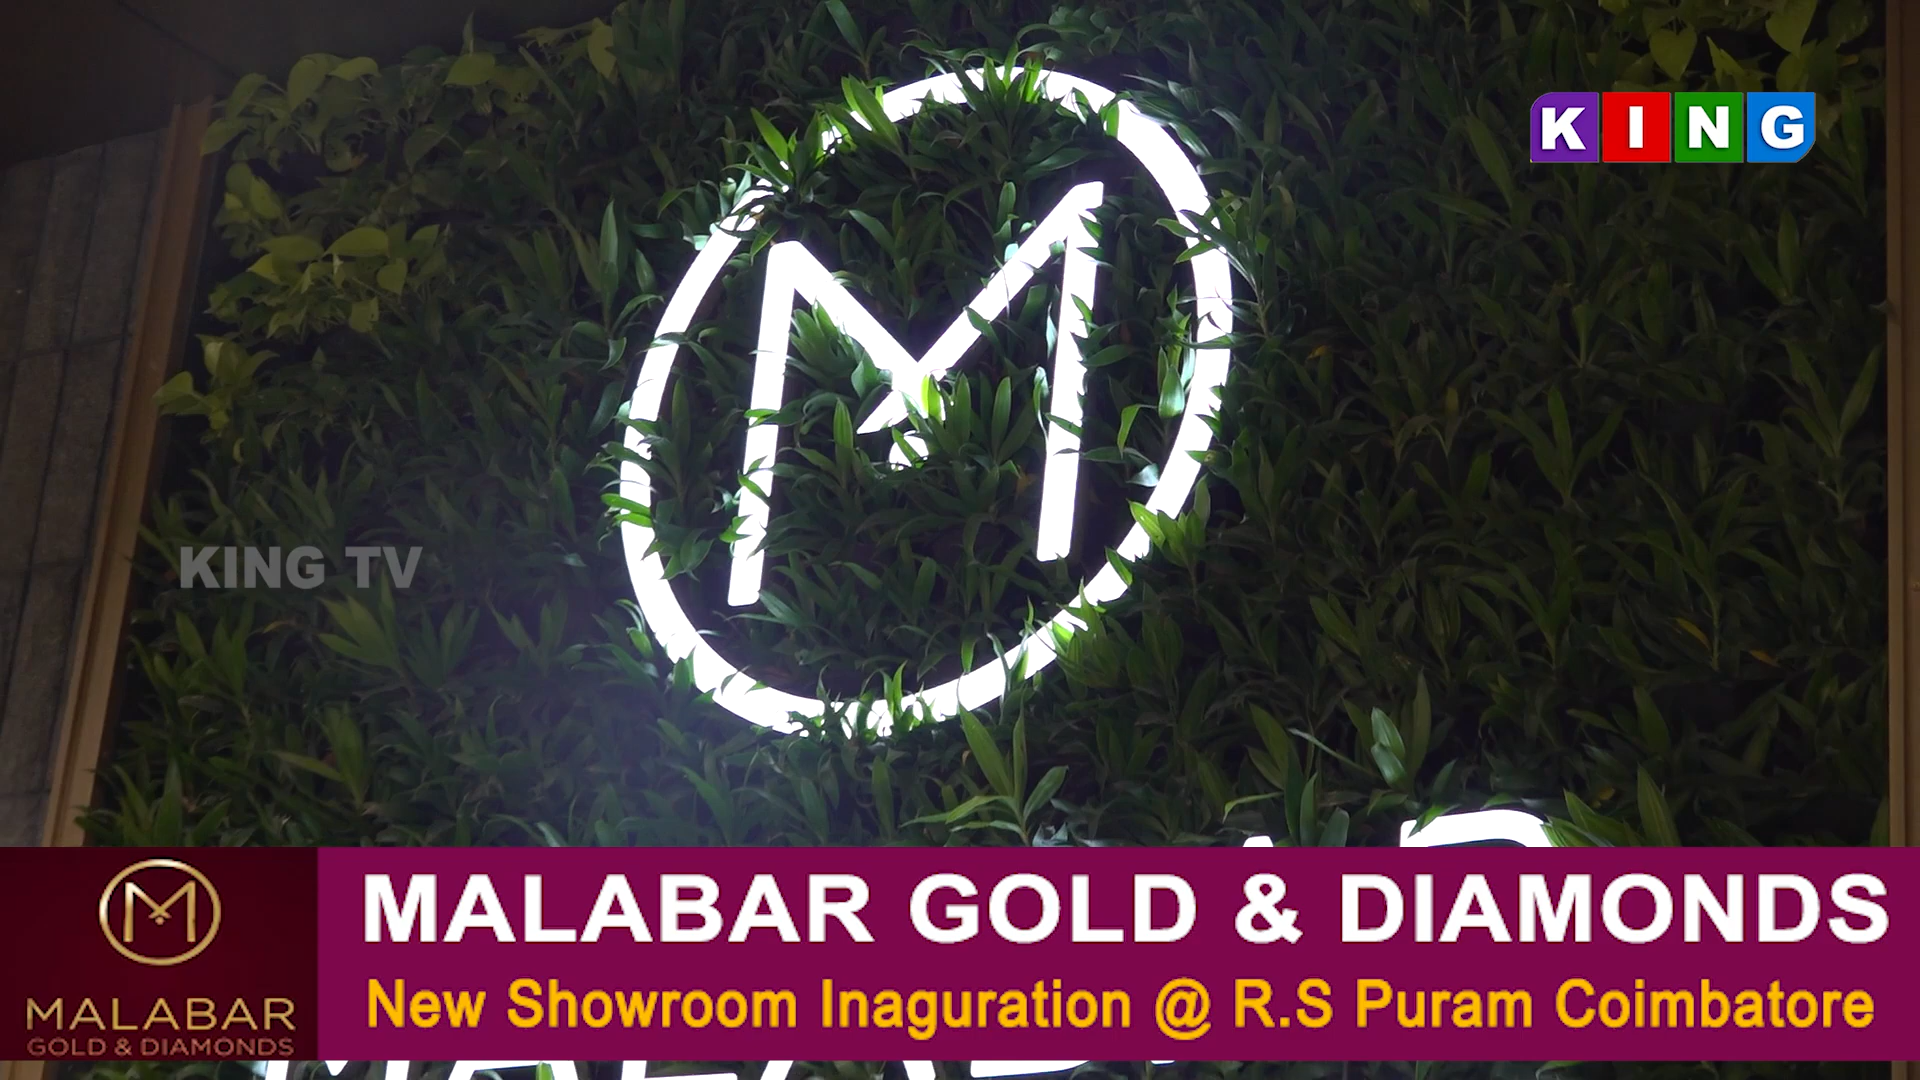 KING
M
KING TV
MALABAR GOLD & DIAMONDS
New Showroom Inaguration @ R.S Puram Coimbatore
M
MALABAR
GOLD & DIAMONDS